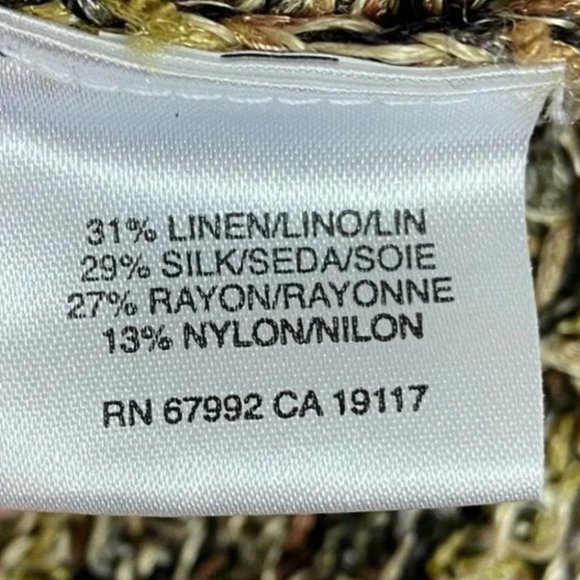 31% LINEN/LINO/LIN
29% SILK/SEDA/SOIE
27% RAYON/RAYONNE
13% NYLON/NILON
RN 67992 CA 19117